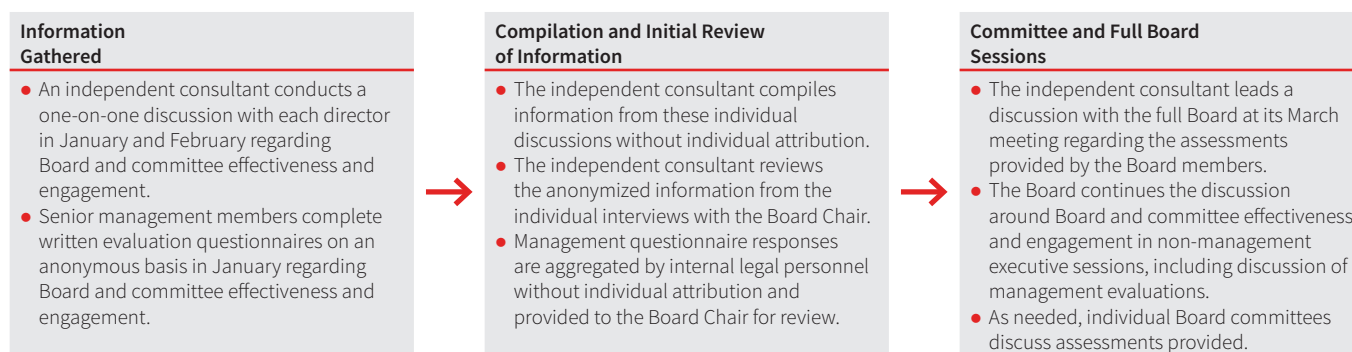 Information
Gathered
● An independent consultant conducts a
one-on-one discussion with each director
in January and February regarding
Board and committee effectiveness and
engagement.
● Senior management members complete
written evaluation questionnaires on an
anonymous basis in January regarding
Board and committee effectiveness and
engagement.
Compilation and Initial Review
of Information
● The independent consultant compiles
information from these individual
discussions without individual attribution.
● The independent consultant reviews
the anonymized information from the
individual interviews with the Board Chair.
● Management questionnaire responses
are aggregated by internal legal personnel
without individual attribution and
provided to the Board Chair for review.
Committee and Full Board
Sessions
● The independent consultant leads a
discussion with the full Board at its March
meeting regarding the assessments
provided by the Board members.
● The Board continues the discussion
around Board and committee effectiveness
and engagement in non-management
executive sessions, including discussion of
management evaluations.
● As needed, individual Board committees
discuss assessments provided.